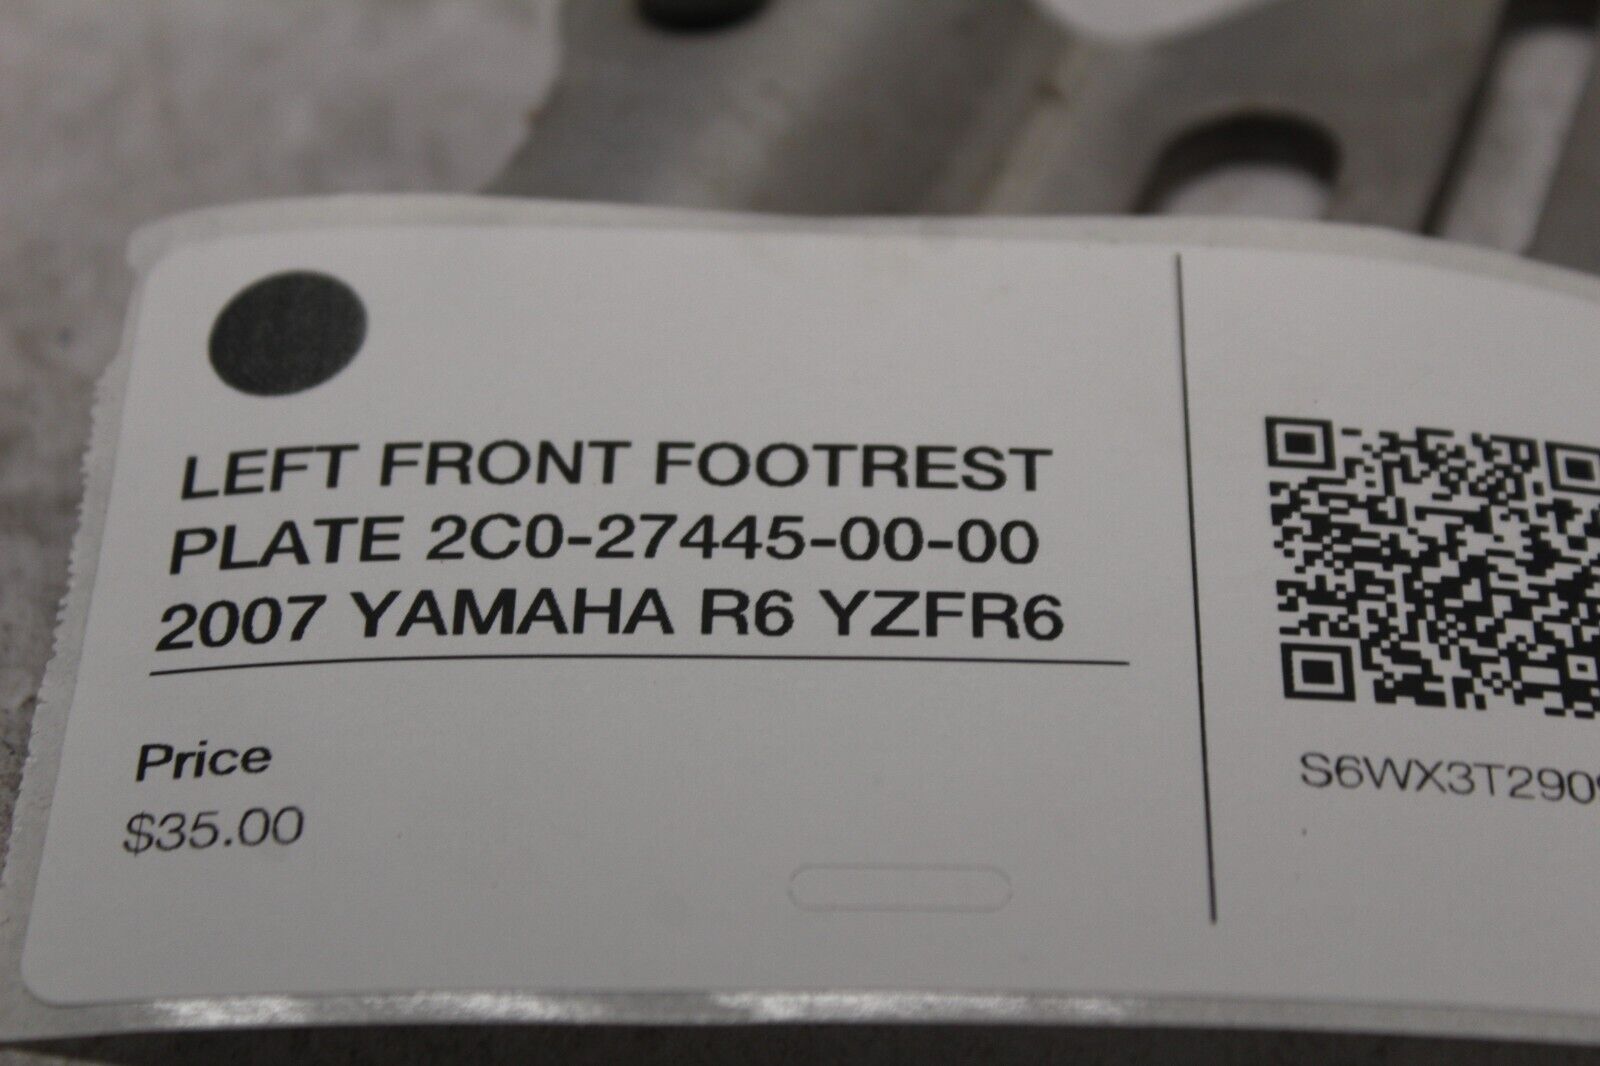 LEFT FRONT FOOTREST
PLATE 2C0-27445-00-00
2007 YAMAHA R6 YZFR6
Price
$35.00